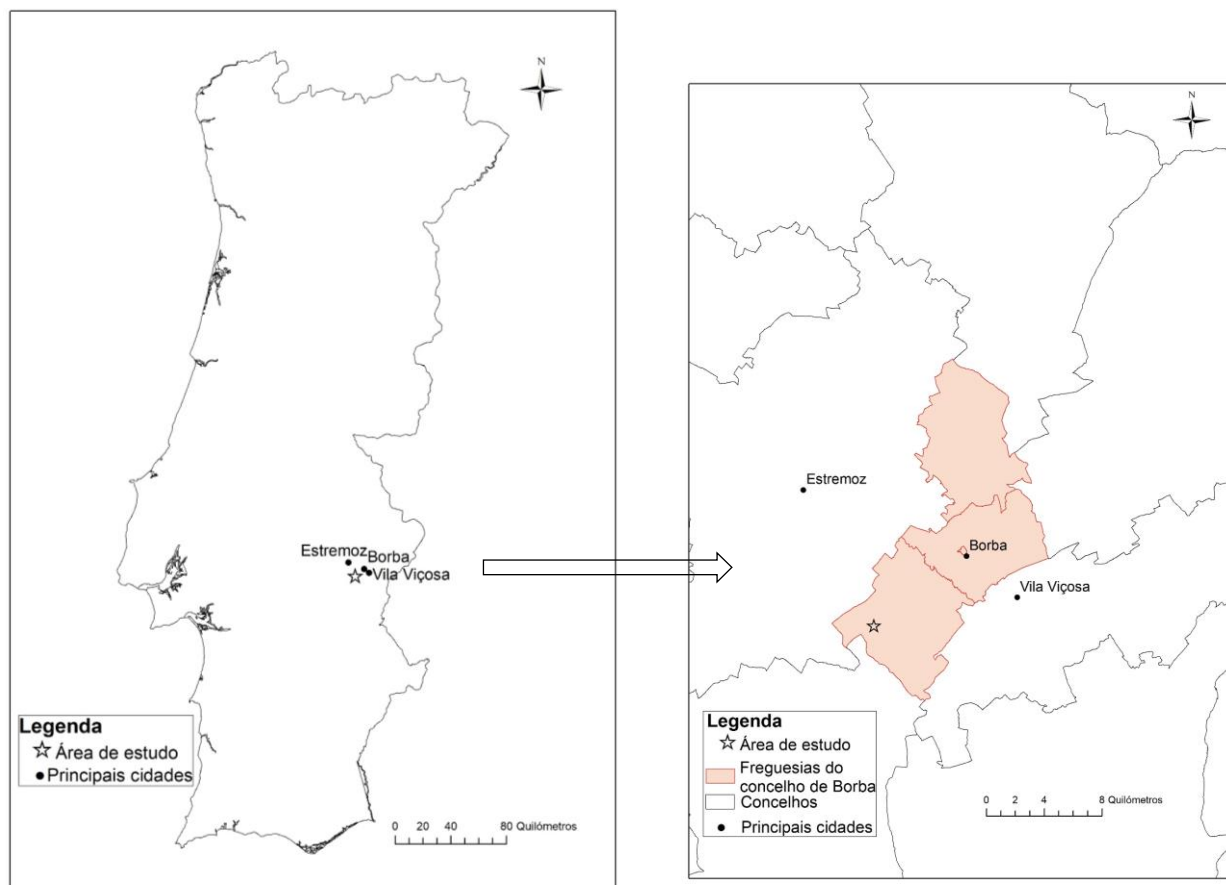 N
Estremoz
Borba
Vila Viçosa
Legenda
Área de estudo
Principais cidades
0 20 40 80 Quilómetros
N
Estremoz
Borba
Vila Viçosa
Legenda
Área de estudo
Freguesias do
concelho de Borba
Concelhos
Principais cidades
0 2 4 8 Quilómetros